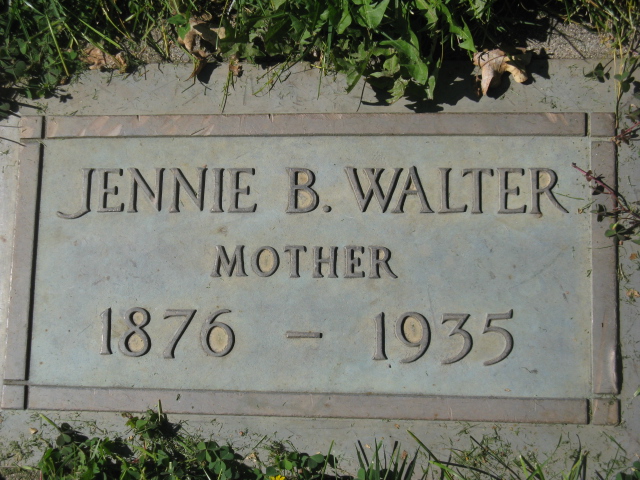 JENNIE B. WALTER
MOTHER
1876 – 1935